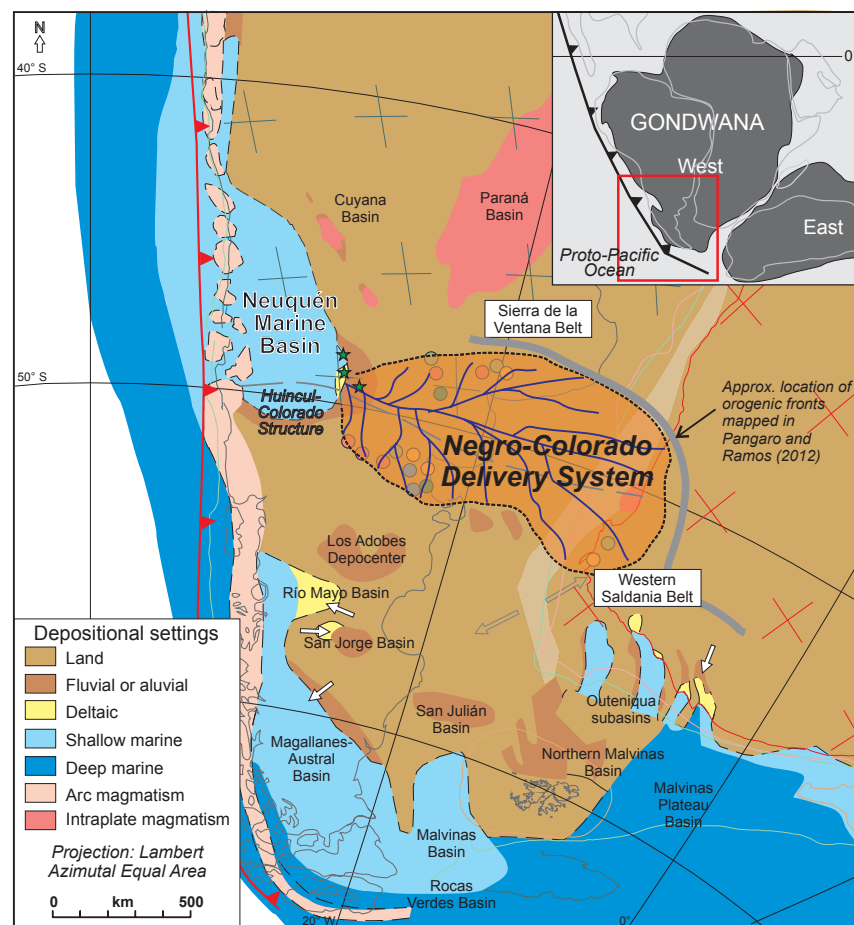 N
40° S
50° S
20° W
0°
0
GONDWANA
West
East
Proto-Pacific
Ocean
Cuyana
Basin
Paraná
Basin
Neuquén
Marine
Basin
Sierra de la
Ventana Belt
Huincul-
Colorado
Structure
Approx. location of
orogenic fronts
mapped in
Pangaro and
Ramos (2012)
Negro-Colorado
Delivery System
Los Adobes
Depocenter
Western
Saldania Belt
Río Mayo Basin
San Jorge Basin
San Julián
Basin
Outeniqua
subasins
Magallanes-
Austral
Basin
Northern Malvinas
Basin
Malvinas
Plateau
Basin
Malvinas
Basin
Rocas
Verdes Basin
Depositional settings
Land
Fluvial or aluvial
Deltaic
Shallow marine
Deep marine
Arc magmatism
Intraplate magmatism
Projection: Lambert
Azimutal Equal Area
0 km 500